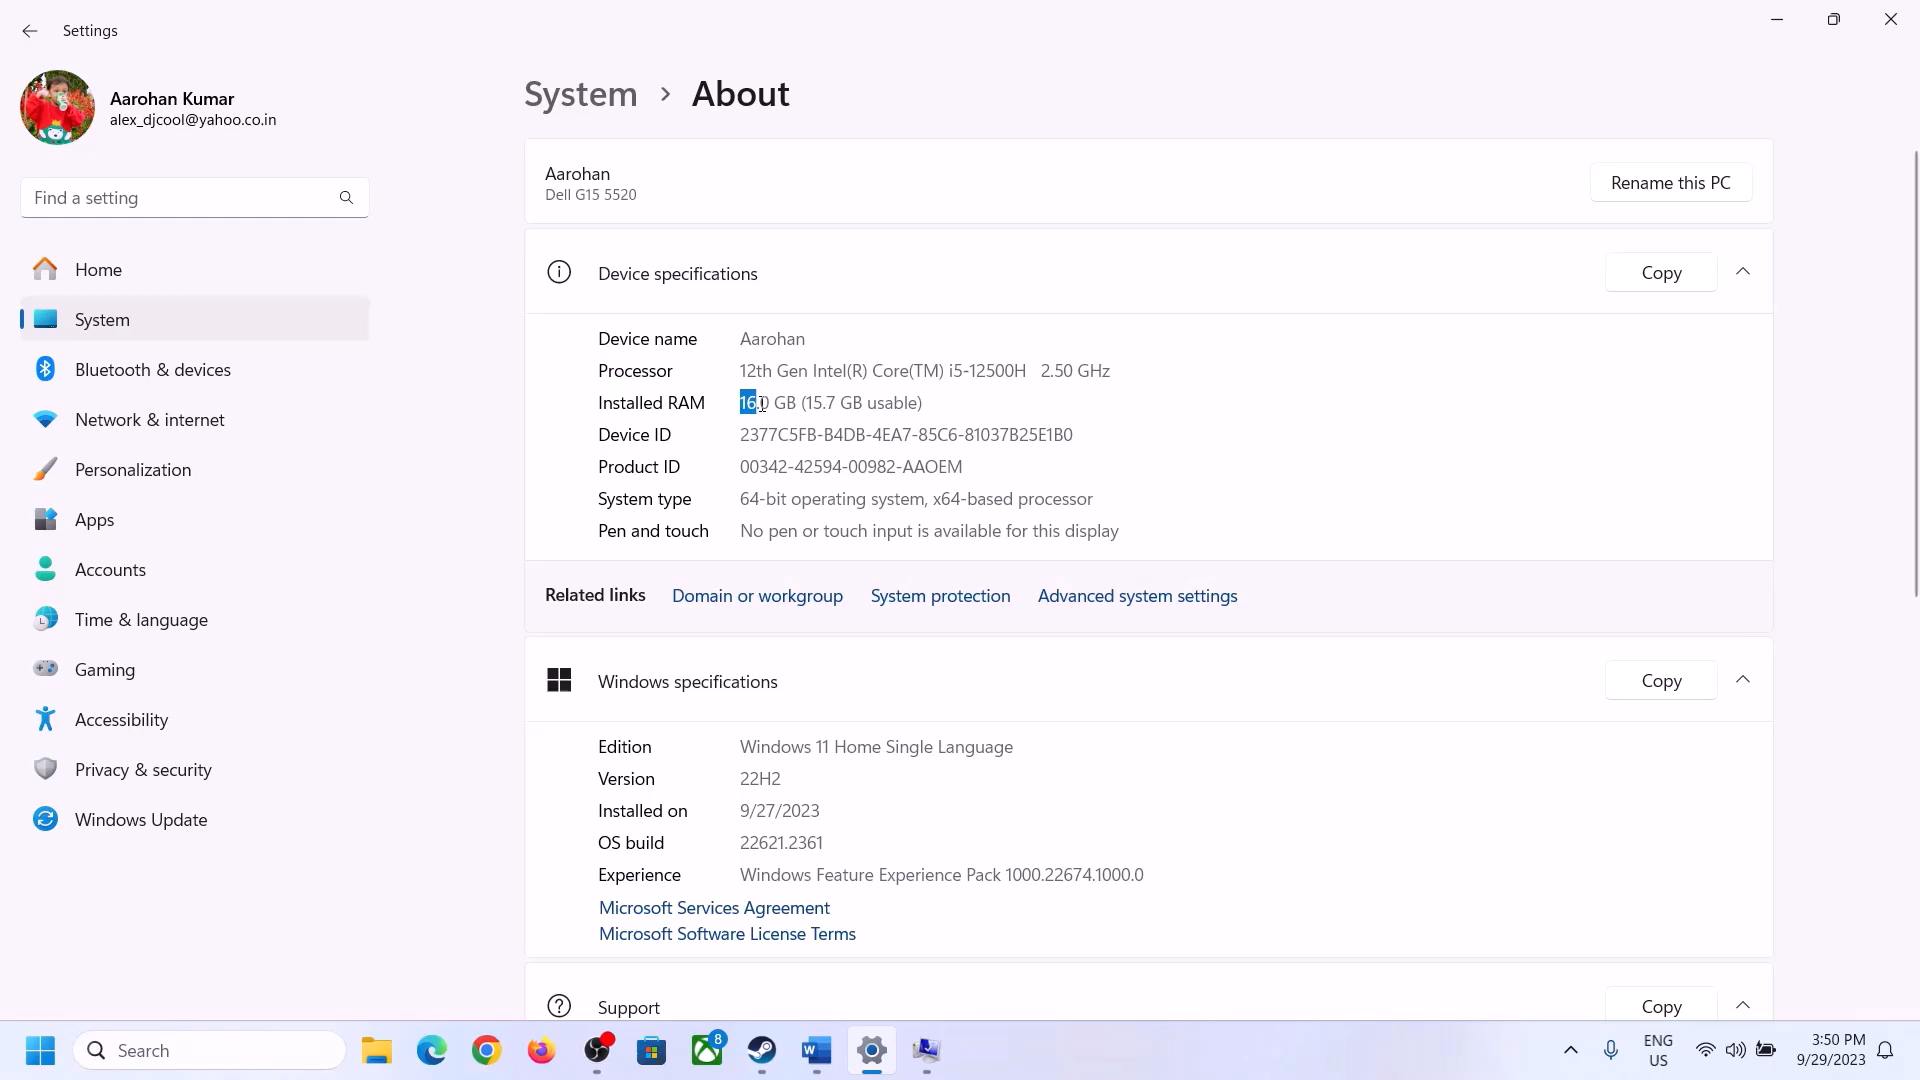 Settings
Aarohan Kumar
alex_djcool@yahoo.co.in
Find a setting
Home
System
Bluetooth & devices
Network & internet
Personalization
Apps
Accounts
Time & language
Gaming
Accessibility
Privacy & security
Windows Update
System > About
Aarohan
Dell G15 5520
Rename this PC
Device specifications
Copy
Device name Aarohan
Processor 12th Gen Intel(R) Core(TM) i5-12500H 2.50 GHz
Installed RAM 16.0 GB (15.7 GB usable)
Device ID 2377C5FB-B4DB-4EA7-85C6-81037B25E1B0
Product ID 00342-42594-00982-AAOEM
System type 64-bit operating system, x64-based processor
Pen and touch No pen or touch input is available for this display
Related links Domain or workgroup System protection Advanced system settings
Windows specifications
Copy
Edition Windows 11 Home Single Language
Version 22H2
Installed on 9/27/2023
OS build 22621.2361
Experience Windows Feature Experience Pack 1000.22674.1000.0
Microsoft Services Agreement
Microsoft Software License Terms
Support
Copy
Search
8
ENG
US
3:50 PM
9/29/2023